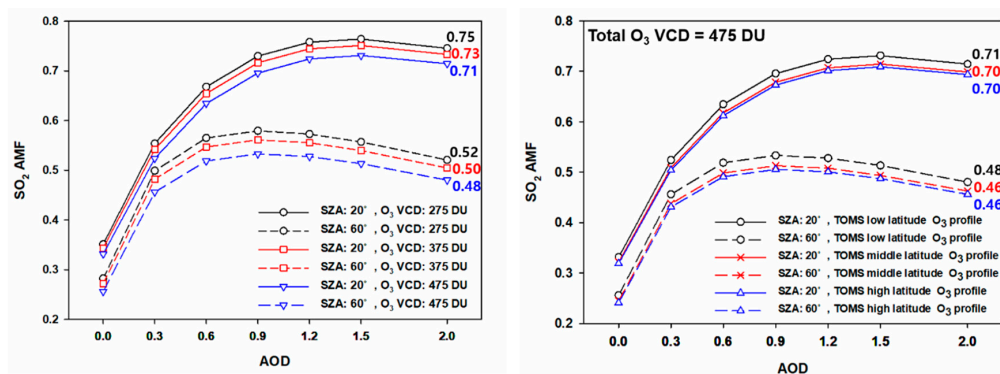 0.8
0.7
0.6
0.5
0.4
0.3
0.2
SO2 AMF
0.75
0.73
0.71
0.52
0.50
0.48
SZA: 20°, O3 VCD: 275 DU
SZA: 60°, O3 VCD: 275 DU
SZA: 20°, O3 VCD: 375 DU
SZA: 60°, O3 VCD: 375 DU
SZA: 20°, O3 VCD: 475 DU
SZA: 60°, O3 VCD: 475 DU
0.0 0.3 0.6 0.9 1.2 1.5 2.0
AOD
Total O3 VCD = 475 DU
0.8
0.7
0.6
0.5
0.4
0.3
0.2
SO2 AMF
0.71
0.70
0.70
0.48
0.46
0.46
SZA: 20°, TOMS low latitude O3 profile
SZA: 60°, TOMS low latitude O3 profile
SZA: 20°, TOMS middle latitude O3 profile
SZA: 60°, TOMS middle latitude O3 profile
SZA: 20°, TOMS high latitude O3 profile
SZA: 60°, TOMS high latitude O3 profile
0.0 0.3 0.6 0.9 1.2 1.5 2.0
AOD